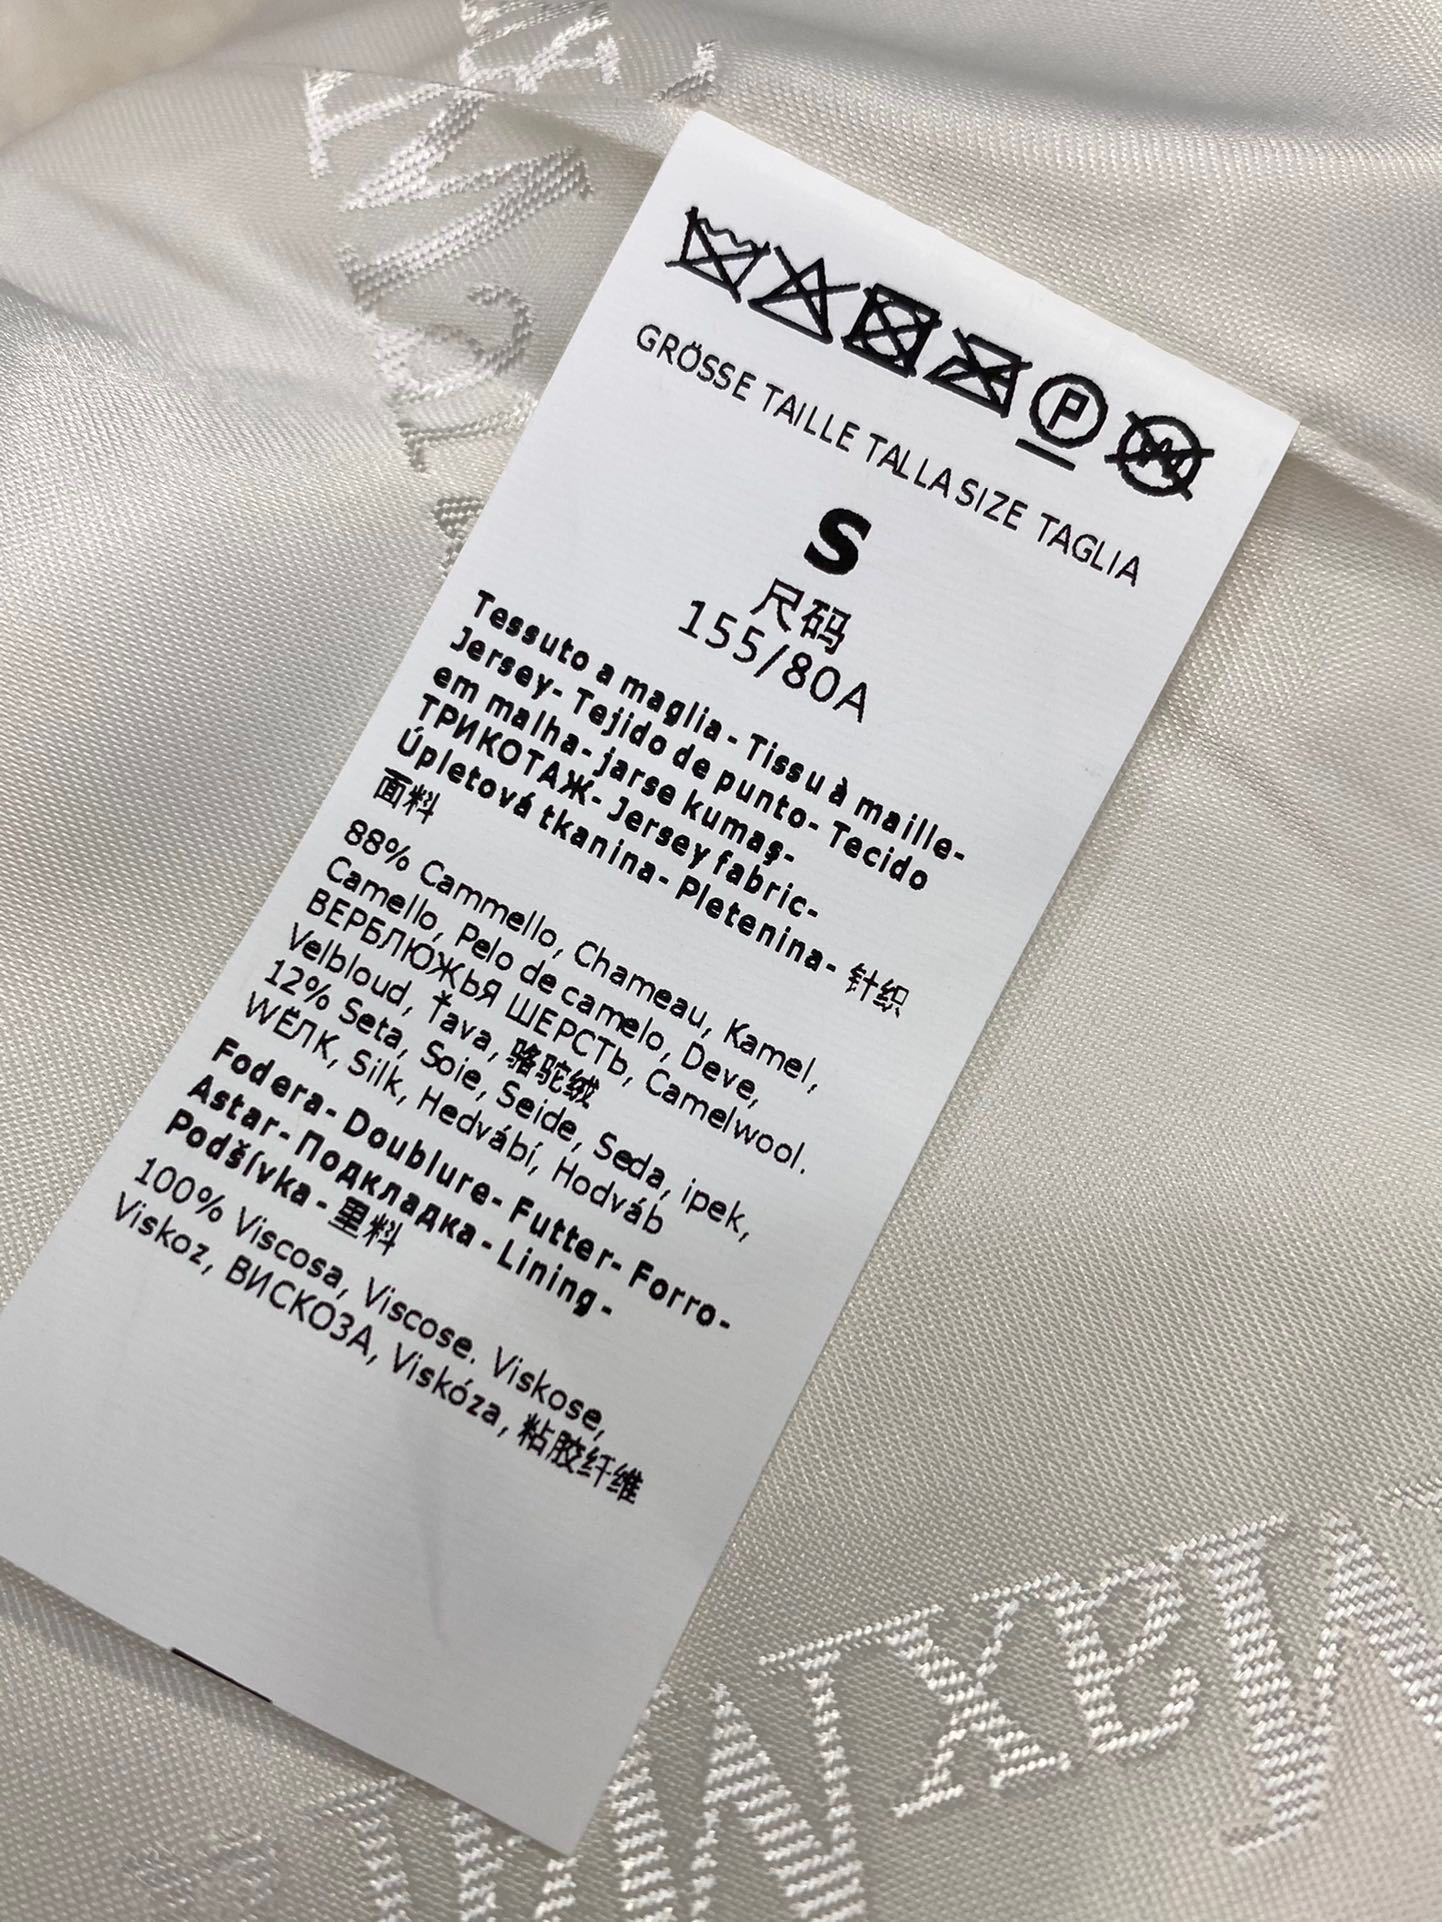 P
W
GRÖSSE TAILLE TALLA SIZE TAGLIA
S
尺码
155/80A
Tessuto a maglia- Tissu à maille-
Jersey- Tejido de punto- Tecido
em malha- jarse kumaş-
ТРИКОТАЖ- Jersey fabric-
Úpletová tkanina- Pletenina- 针织
面料
88% Cammello, Chameau, Kamel,
Camello, Pelo de camelo, Deve,
ВЕРБЛЮЖЬЯ ШЕРСТЬ, Camelwool.
Velbloud, Ťava, 骆驼绒
12% Seta, Soie, Seide, Seda, ipek,
WЁЛК, Silk, Hedvábí, Hodváb
Fodera- Doublure- Futter- Forro-
Astar- Подкладка- Lining-
Podšívka- 里料
100% Viscosa, Viscose. Viskose,
Viskoz, ВИСКОЗА, Viskóza, 粘胶纤维
MaxM